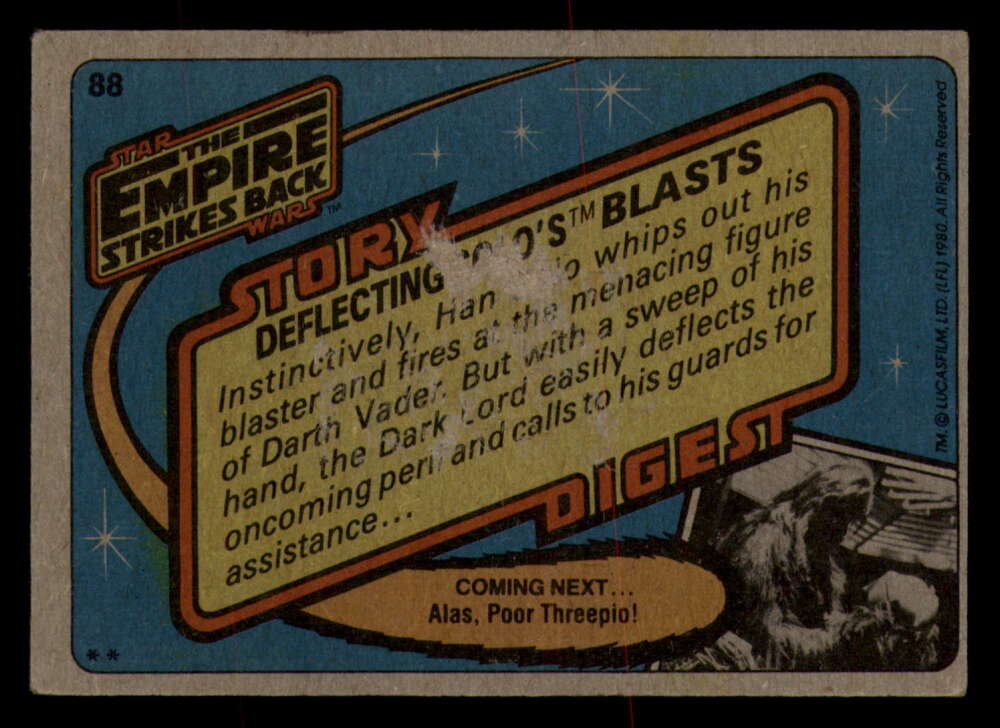 88
STAR
THE
EMPIRE
STRIKES BACK
WARS™
STORY
DEFLECTING 'S™ BLASTS
Instinctively, Han whips out his
blaster and fires at the menacing figure
of Darth Vader. But with a sweep of his
hand, the Dark Lord easily deflects the
oncoming peril and calls to his guards for
assistance...
DIGEST
COMING NEXT...
Alas, Poor Threepio!
TM. © LUCASFILM, LTD. (LFL) 1980. All Rights Reserved
* *